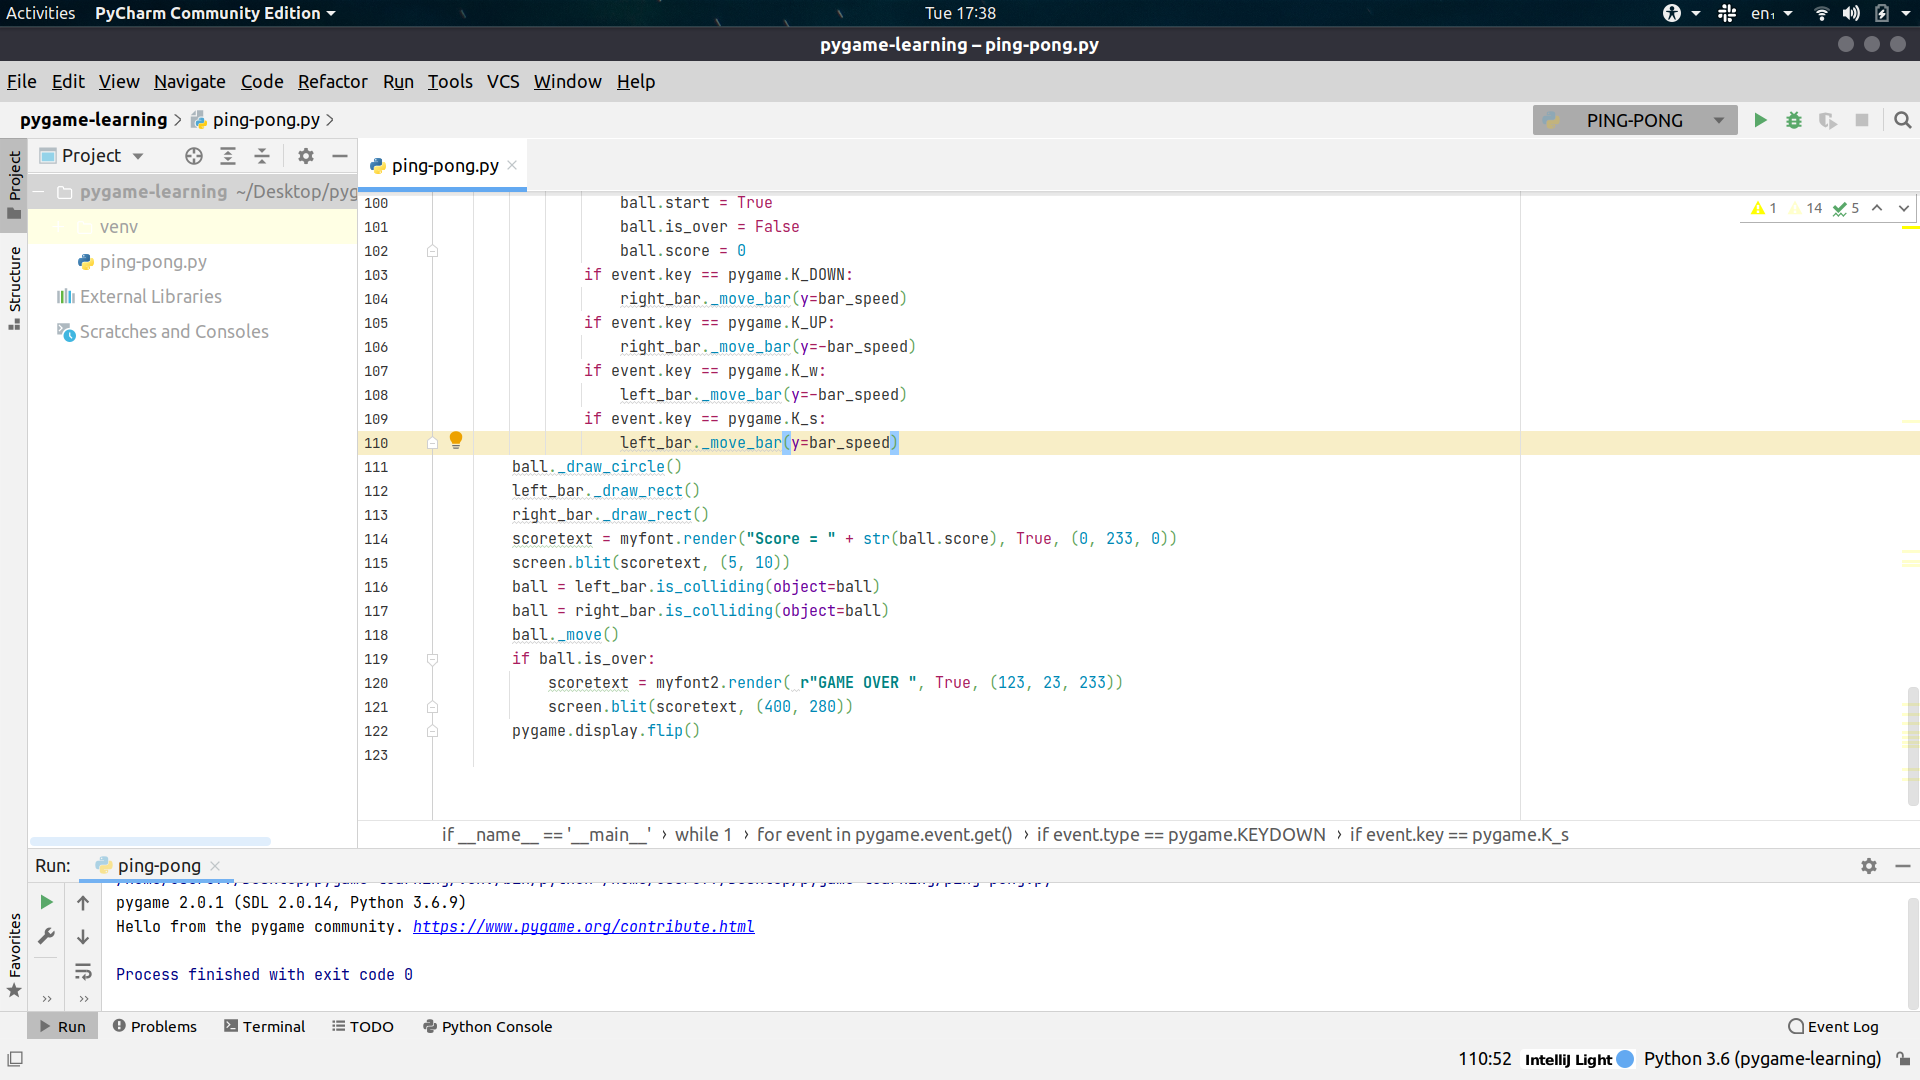 Activities PyCharm Community Edition Tue 17:38 en₁
pygame-learning – ping-pong.py
File Edit View Navigate Code Refactor Run Tools VCS Window Help
pygame-learning ping-pong.py PING-PONG
Project ping-pong.py
Project
pygame-learning ~/Desktop/pyg
venv
ping-pong.py
External Libraries
Scratches and Consoles
Structure
1 14 5
100 ball.start = True
101 ball.is_over = False
102 ball.score = 0
103 if event.key == pygame.K_DOWN:
104 right_bar._move_bar(y=bar_speed)
105 if event.key == pygame.K_UP:
106 right_bar._move_bar(y=-bar_speed)
107 if event.key == pygame.K_w:
108 left_bar._move_bar(y=-bar_speed)
109 if event.key == pygame.K_s:
110 left_bar._move_bar(y=bar_speed)
111 ball._draw_circle()
112 left_bar._draw_rect()
113 right_bar._draw_rect()
114 scoretext = myfont.render("Score = " + str(ball.score), True, (0, 233, 0))
115 screen.blit(scoretext, (5, 10))
116 ball = left_bar.is_colliding(object=ball)
117 ball = right_bar.is_colliding(object=ball)
118 ball._move()
119 if ball.is_over:
120 scoretext = myfont2.render( r"GAME OVER ", True, (123, 23, 233))
121 screen.blit(scoretext, (400, 280))
122 pygame.display.flip()
123
if __name__ == '__main__' › while 1 › for event in pygame.event.get() › if event.type == pygame.KEYDOWN › if event.key == pygame.K_s
Run: ping-pong
pygame 2.0.1 (SDL 2.0.14, Python 3.6.9)
Hello from the pygame community. https://www.pygame.org/contribute.html
Process finished with exit code 0
Favorites
Run Problems Terminal TODO Python Console Event Log
110:52 IntelliJ Light Python 3.6 (pygame-learning)